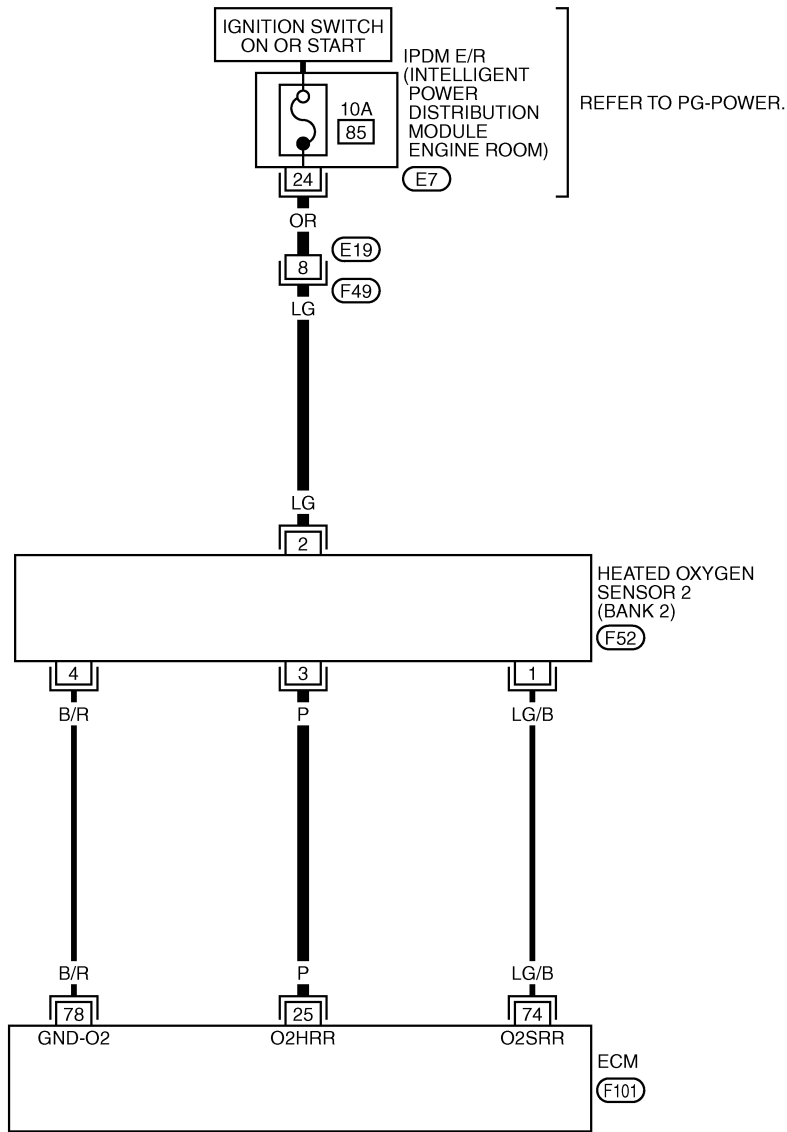 IGNITION SWITCH
ON OR START
IPDM E/R
(INTELLIGENT
POWER
DISTRIBUTION
MODULE
ENGINE ROOM)
REFER TO PG-POWER.
10A
85
24
E7
OR
E19
8
F49
LG
LG
2
HEATED OXYGEN
SENSOR 2
(BANK 2)
F52
4
3
1
B/R
P
LG/B
B/R
P
LG/B
78
25
74
GND-O2
O2HRR
O2SRR
ECM
F101